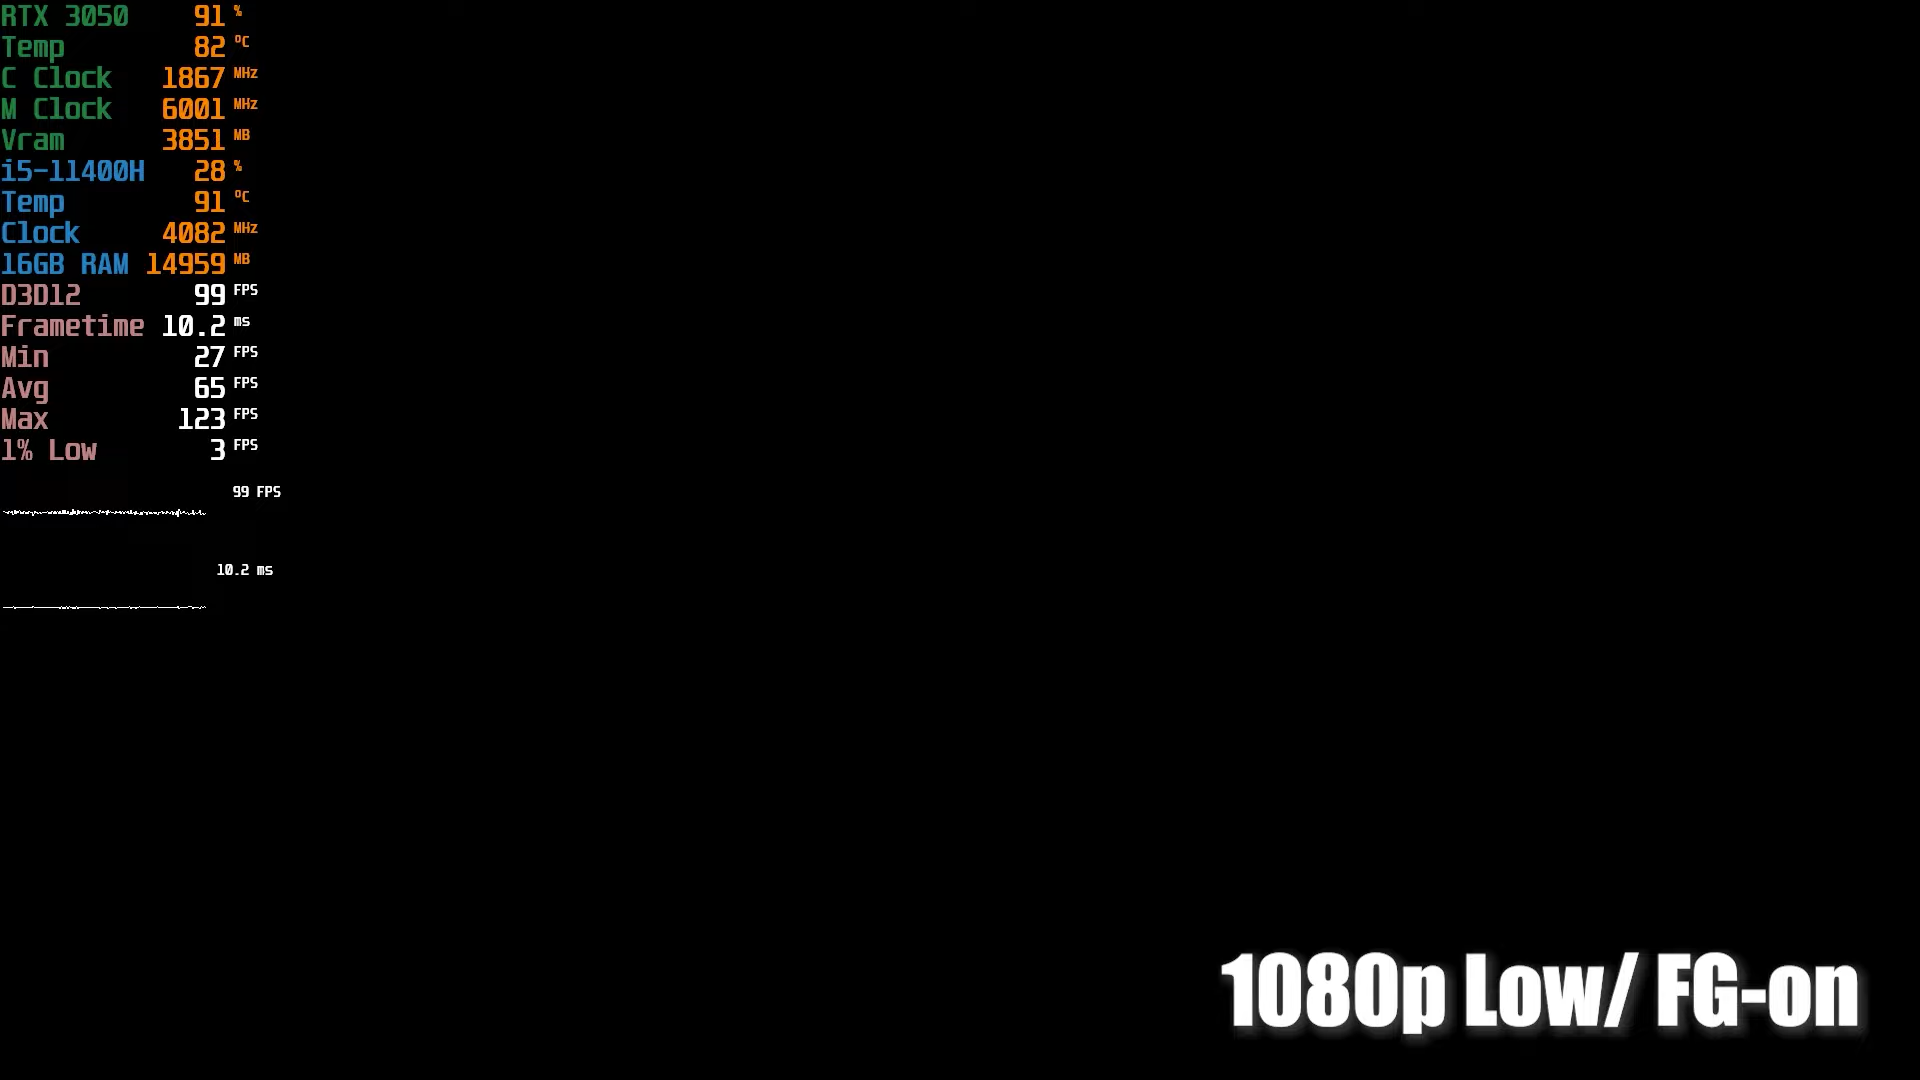 RTX 3050 91 %
Temp 82 °C
C Clock 1867 MHz
M Clock 6001 MHz
Vram 3851 MB
i5-11400H 28 %
Temp 91 °C
Clock 4082 MHz
16GB RAM 14959 MB
D3D12 99 FPS
Frametime 10.2 ms
Min 27 FPS
Avg 65 FPS
Max 123 FPS
1% Low 3 FPS
99 FPS
10.2 ms
1080p Low/ FG-on